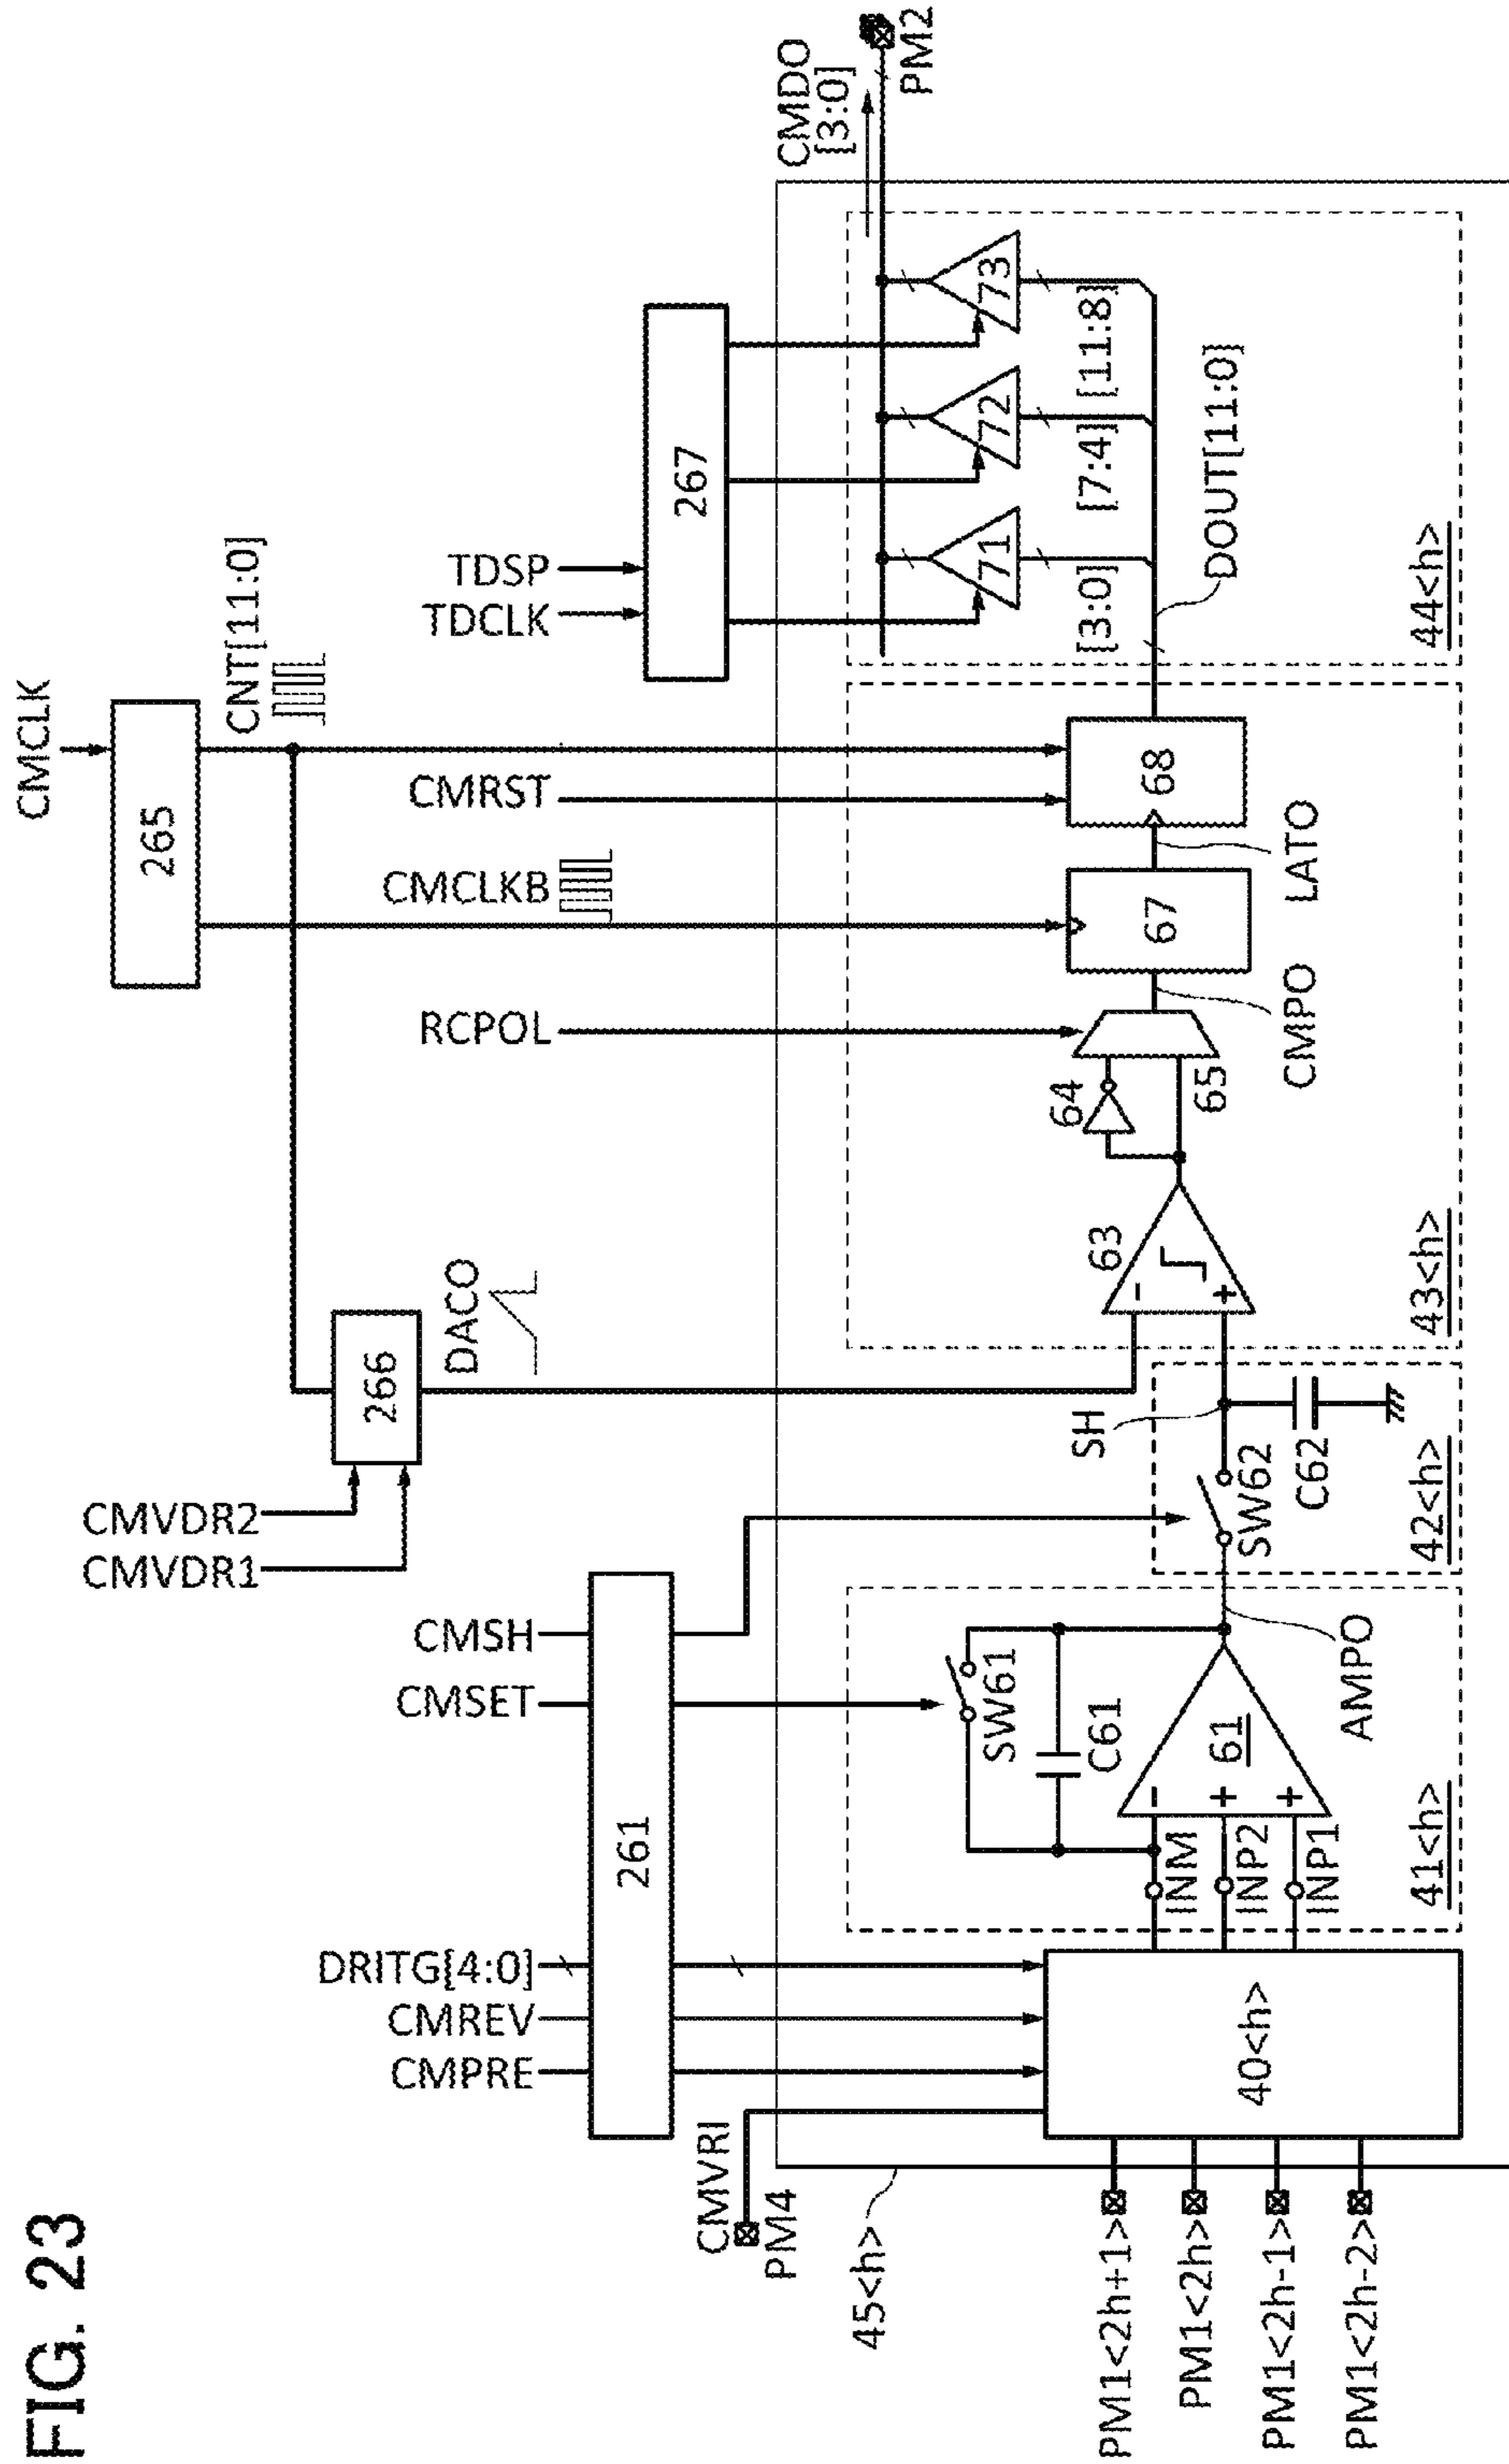 FIG. 23
CMCLK
265
CNT[11:0]
CMVDR2
CMVDR1
266
DACO
RCPOL
CMCLKB
CMRST
TDSP
TDCLK
267
CMDO
[3:0]
PM2
CMSH
CMSET
DRITG[4:0]
CMREV
CMPRE
261
CMVRI
PM4
45<h>
PM1<2h+1>
PM1<2h>
PM1<2h-1>
PM1<2h-2>
40<h>
INM
INP2
INP1
-
+
+
61
SW61
C61
AMPO
41<h>
SW62
SH
C62
42<h>
-
+
63
64
65
CMPO
67
LATO
68
43<h>
71
72
73
[3:0]
[7:4]
[11:8]
DOUT[11:0]
44<h>